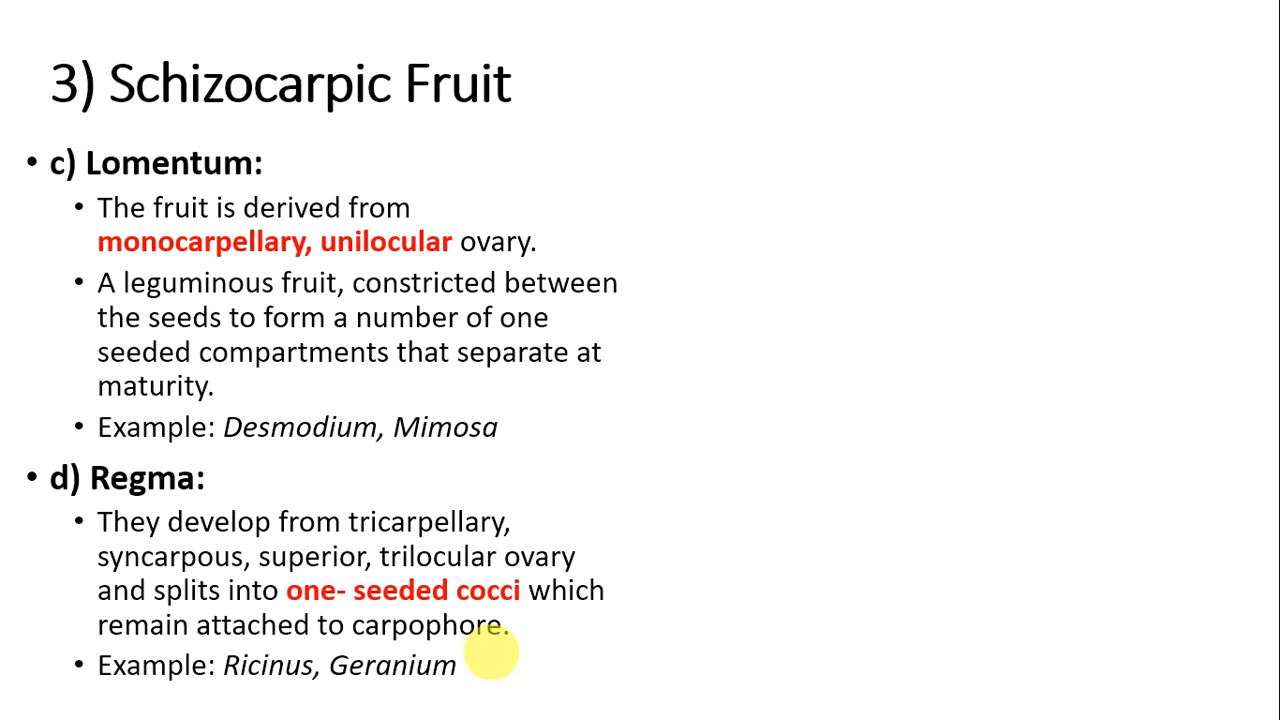 3) Schizocarpic Fruit
• c) Lomentum:
• The fruit is derived from
monocarpellary, unilocular ovary.
• A leguminous fruit, constricted between
the seeds to form a number of one
seeded compartments that separate at
maturity.
• Example: Desmodium, Mimosa
• d) Regma:
• They develop from tricarpellary,
syncarpous, superior, trilocular ovary
and splits into one- seeded cocci which
remain attached to carpophore.
• Example: Ricinus, Geranium